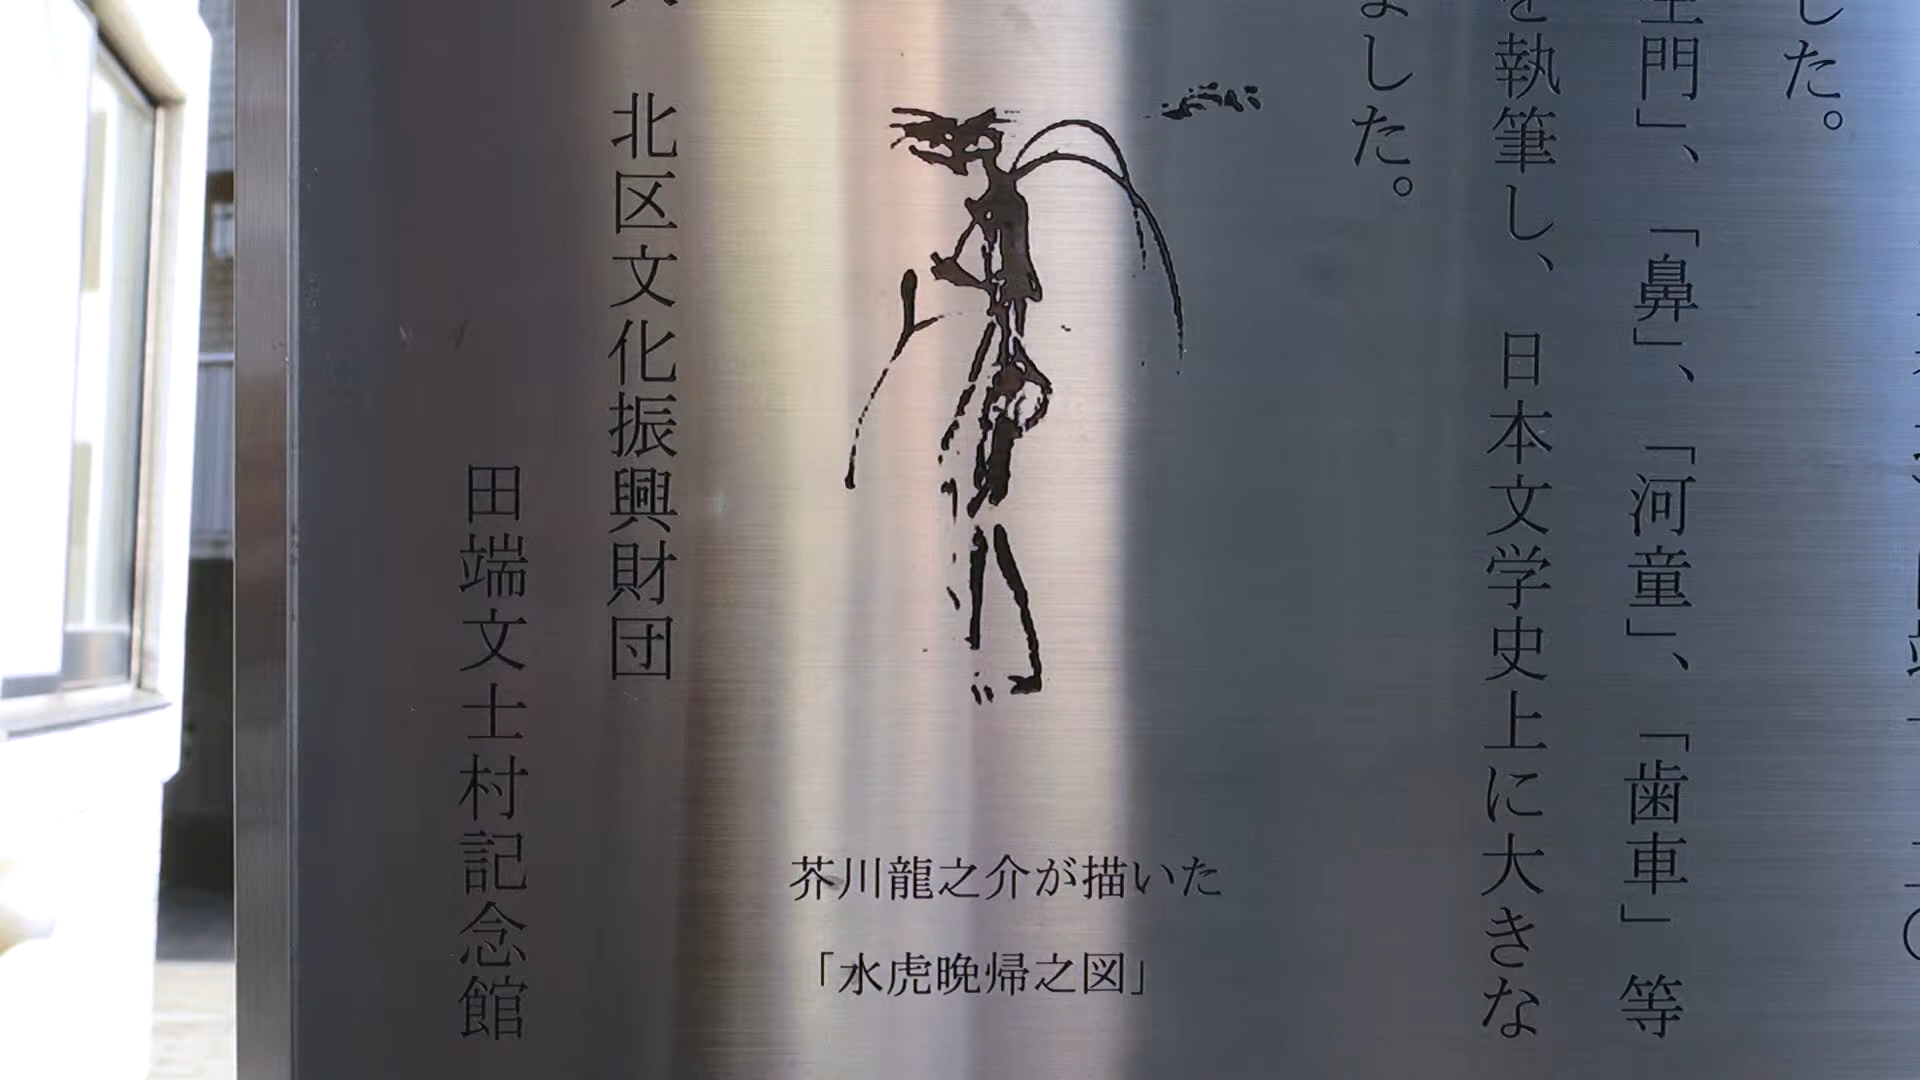 した。
生門」、「鼻」、「河童」、「歯車」等
を執筆し、日本文学史上に大きな
ました。
芥川龍之介が描いた
「水虎晩帰之図」
北区文化振興財団
田端文士村記念館